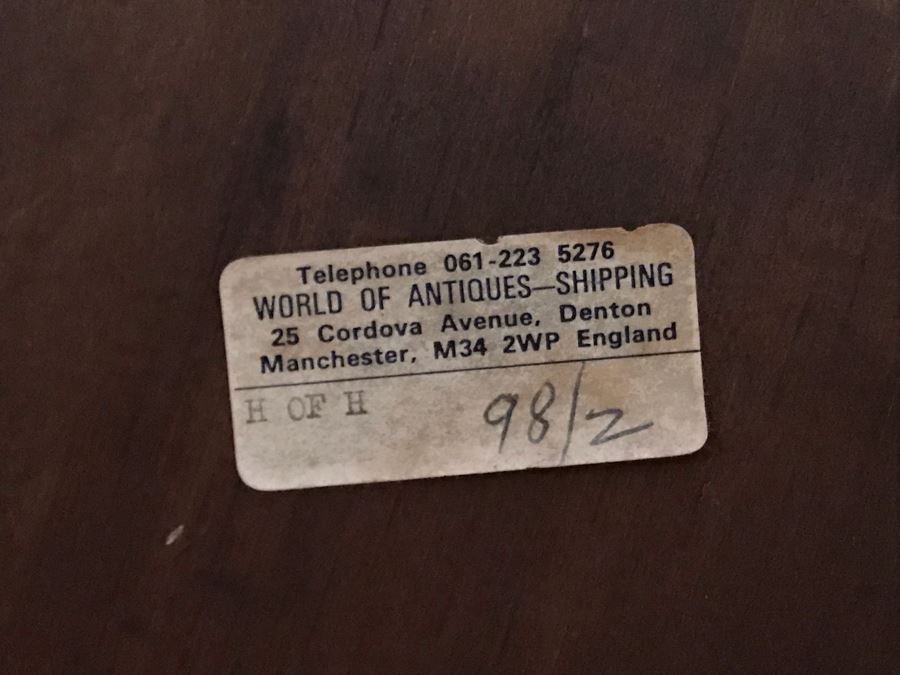 Telephone 061-223 5276
WORLD OF ANTIQUES—SHIPPING
25 Cordova Avenue, Denton
Manchester, M34 2WP England
H OF H 98/2